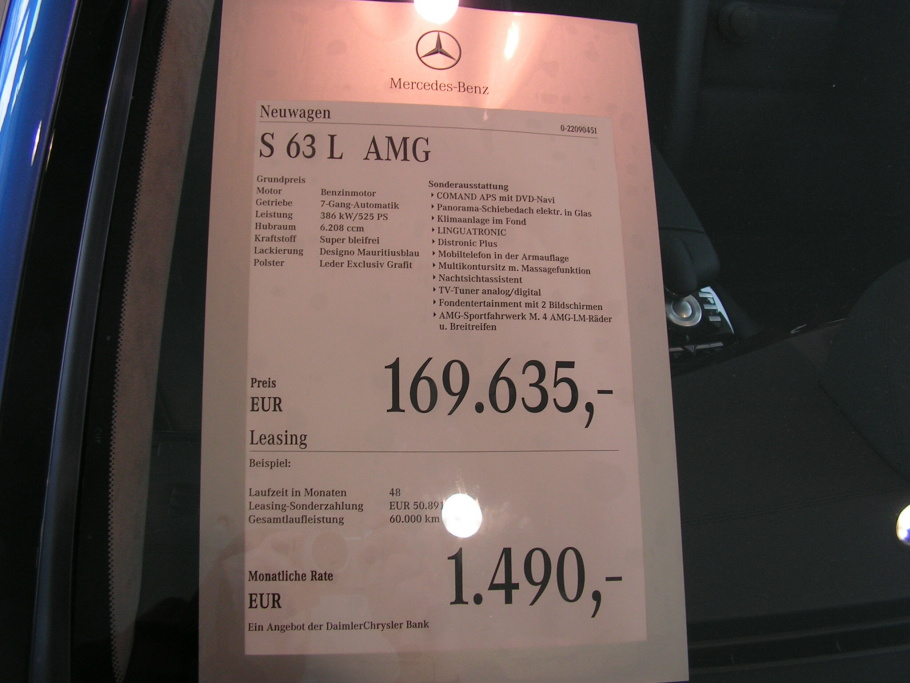 Mercedes-Benz
Neuwagen
0-22090451
S 63 L AMG
Grundpreis
Motor Benzinmotor
Getriebe 7-Gang-Automatik
Leistung 386 kW/525 PS
Hubraum 6.208 ccm
Kraftstoff Super bleifrei
Lackierung Designo Mauritiusblau
Polster Leder Exclusiv Grafit
Sonderausstattung
COMAND APS mit DVD-Navi
Panorama-Schiebedach elektr. in Glas
Klimaanlage im Fond
LINGUATRONIC
Distronic Plus
Mobiltelefon in der Armauflage
Multikontursitz m. Massagefunktion
Nachtsichtassistent
TV-Tuner analog/digital
Fondentertainment mit 2 Bildschirmen
AMG-Sportfahrwerk M. 4 AMG-LM-Räder
u. Breitreifen
Preis
EUR 169.635,-
Leasing
Beispiel:
Laufzeit in Monaten 48
Leasing-Sonderzahlung EUR
Gesamtlaufleistung 60.000 km
Monatliche Rate
EUR 1.490,-
Ein Angebot der DaimlerChrysler Bank